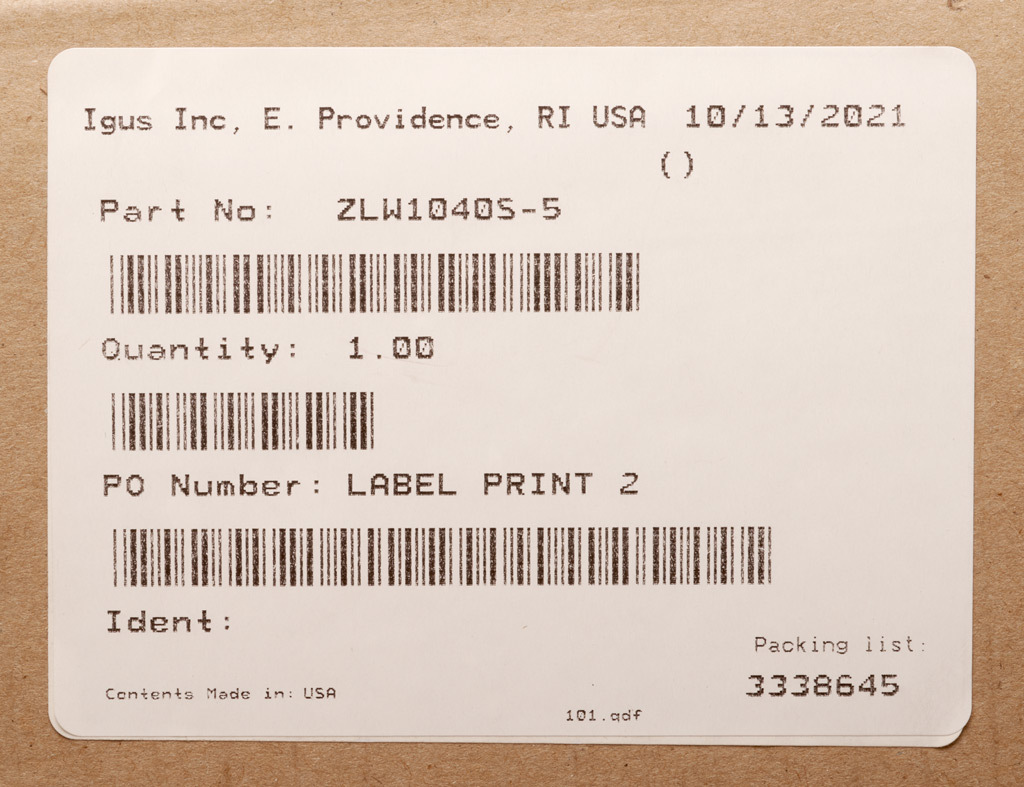 Igus Inc, E. Providence, RI USA 10/13/2021
()
Part No: ZLW1040S-5
Quantity: 1.00
PO Number: LABEL PRINT 2
Ident:
Packing list:
3338645
Contents Made in: USA
101.qdf